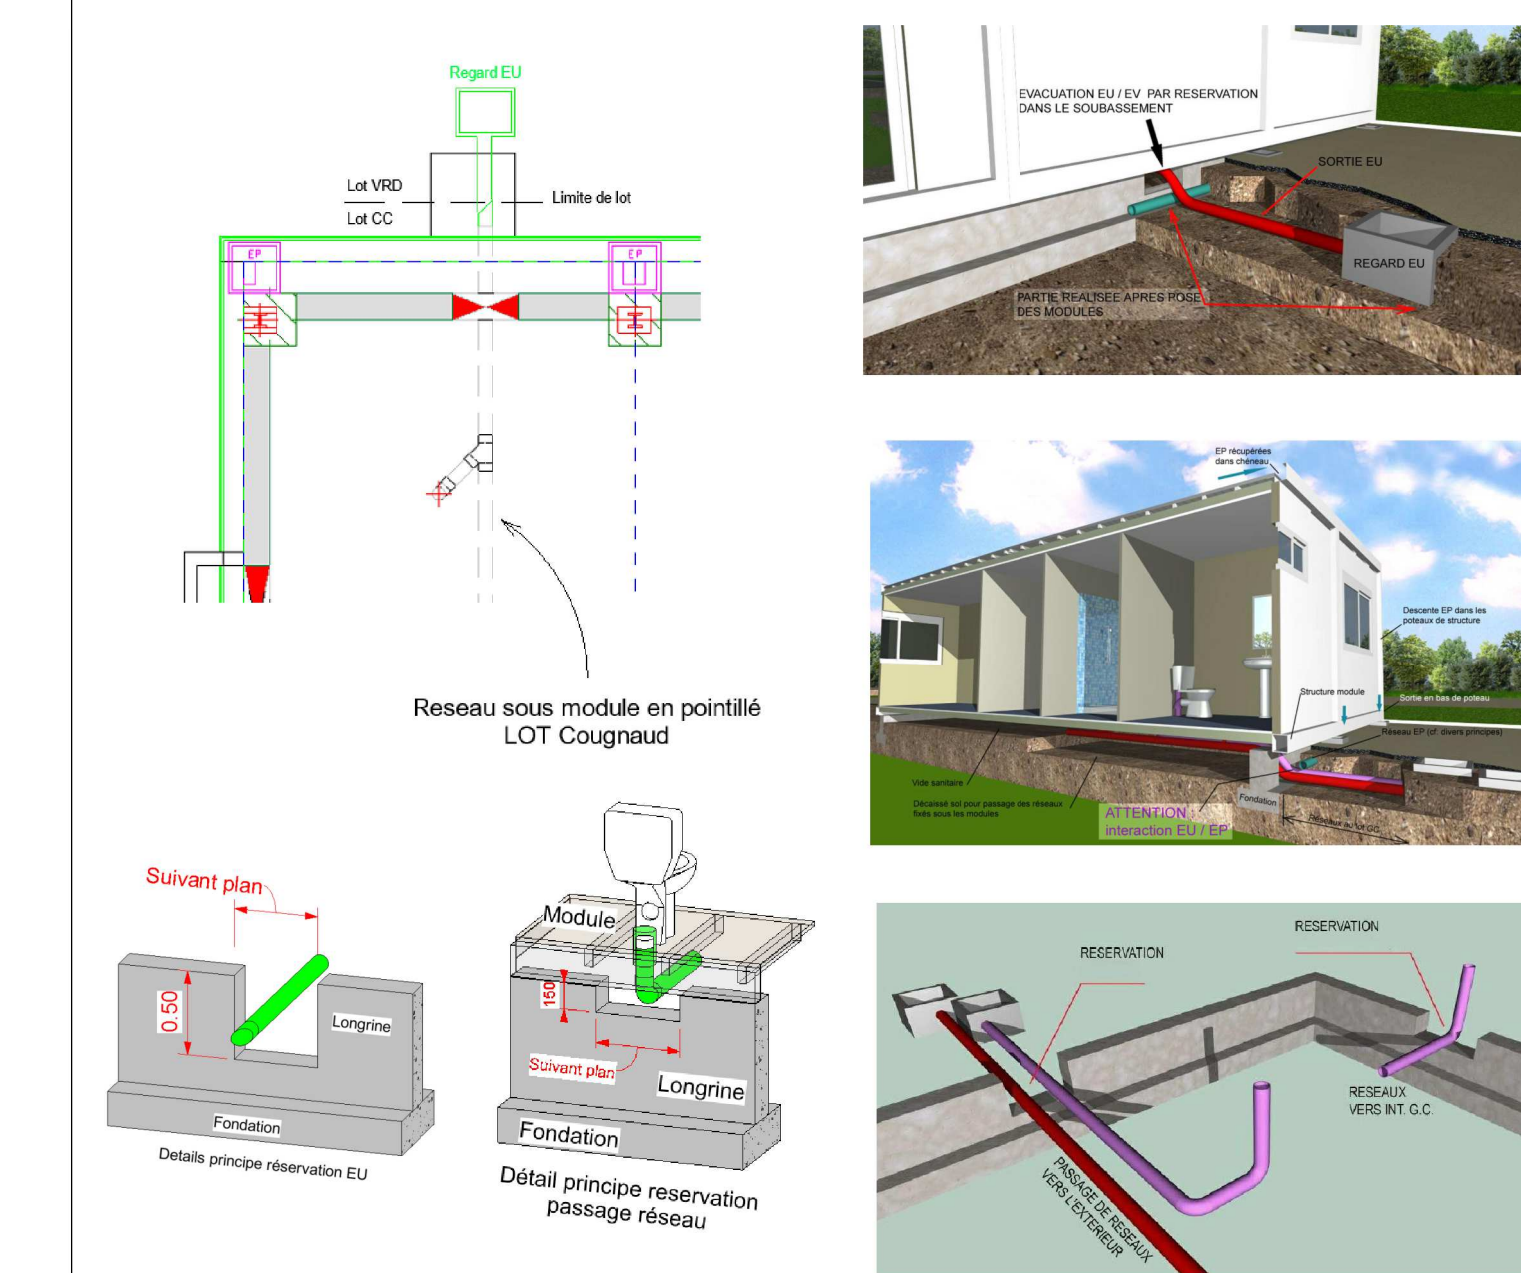 Regard EU
Lot VRD
Lot CC
Limite de lot
EP
EP
Reseau sous module en pointillé
LOT Cougnaud
EVACUATION EU / EV PAR RESERVATION
DANS LE SOUBASSEMENT
SORTIE EU
REGARD EU
PARTIE REALISEE APRES POSE
DES MODULES
EP récupérées
dans chéneau
Descente EP dans les
poteaux de structure
Structure module
Sortie en bas de poteau
Réseau EP (cf: divers principes)
Vide sanitaire
Décaissé sol pour passage des réseaux
fixés sous les modules
ATTENTION
interaction EU / EP
Fondation
Réseaux au lot GC
Suivant plan
0.50
Longrine
Fondation
Details principe réservation EU
Module
150
Suivant plan
Longrine
Fondation
Détail principe reservation
passage réseau
RESERVATION
RESERVATION
RESEAUX
VERS INT. G.C.
PASSAGE DE RESEAUX
VERS L'EXTERIEUR